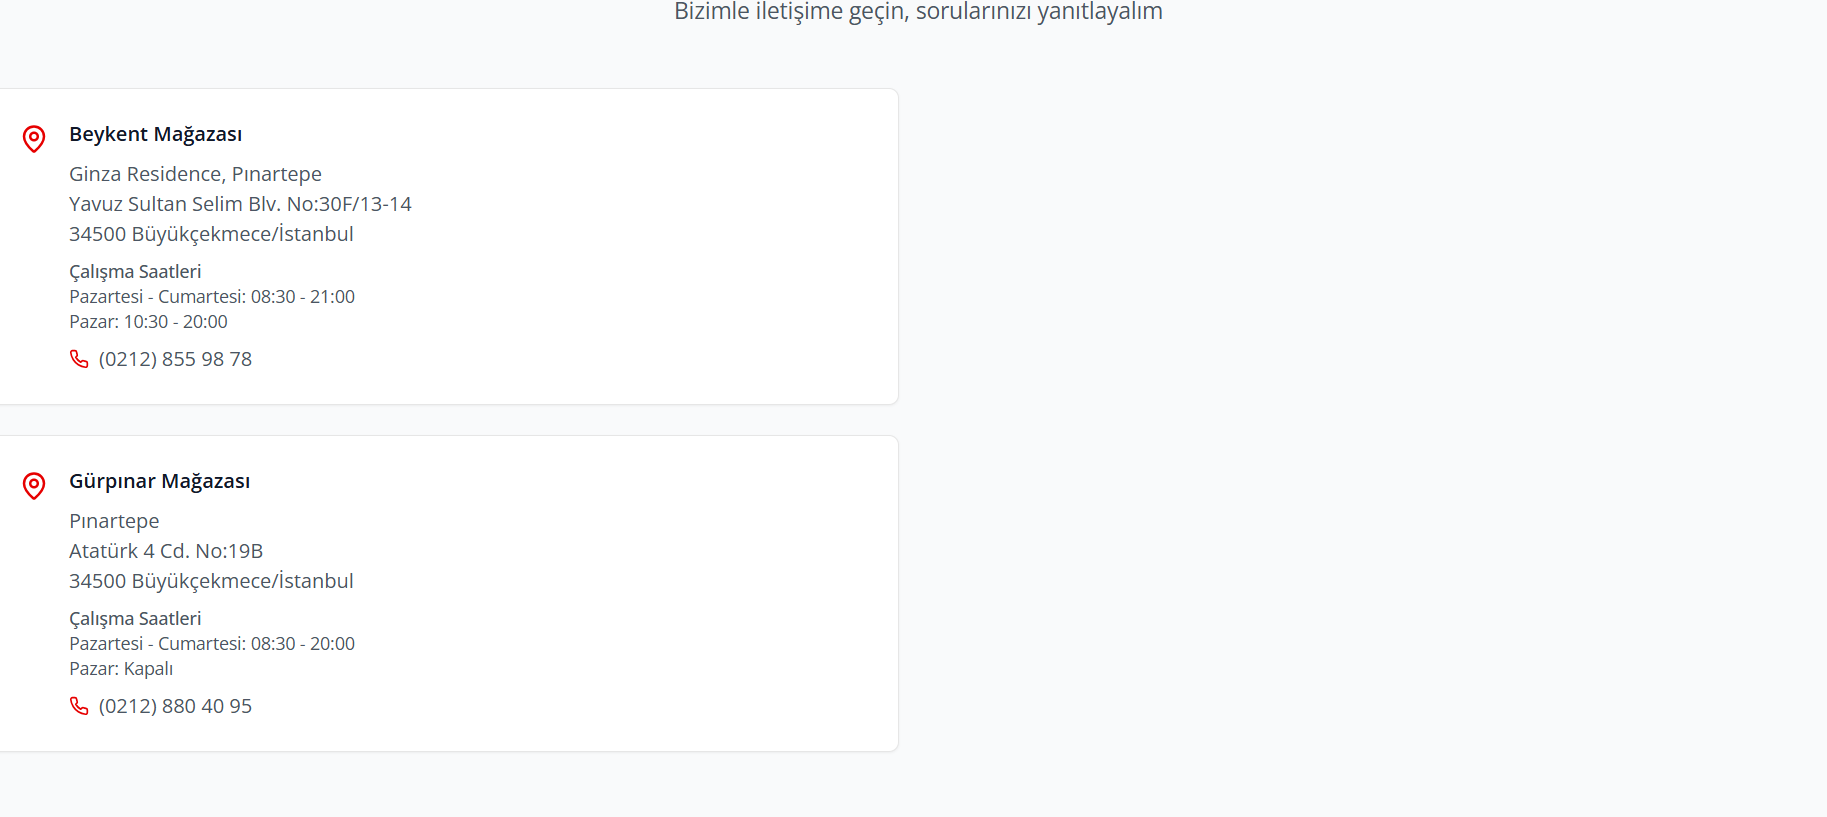 Bizimle iletişime geçin, sorularınızı yanıtlayalım
Beykent Mağazası
Ginza Residence, Pınartepe
Yavuz Sultan Selim Blv. No:30F/13-14
34500 Büyükçekmece/İstanbul
Çalışma Saatleri
Pazartesi - Cumartesi: 08:30 - 21:00
Pazar: 10:30 - 20:00
(0212) 855 98 78
Gürpınar Mağazası
Pınartepe
Atatürk 4 Cd. No:19B
34500 Büyükçekmece/İstanbul
Çalışma Saatleri
Pazartesi - Cumartesi: 08:30 - 20:00
Pazar: Kapalı
(0212) 880 40 95